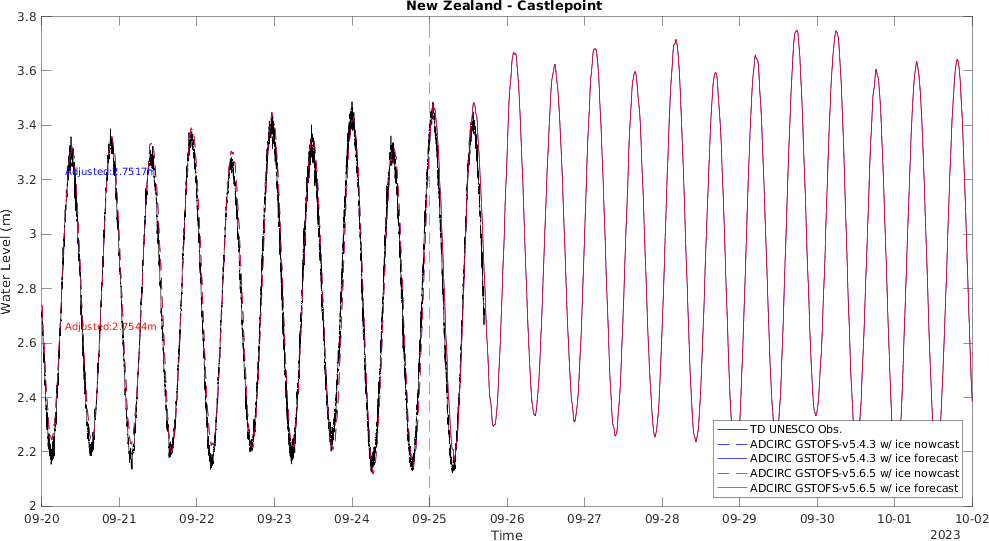 New Zealand - Castlepoint
Water Level (m)
3.8
3.6
3.4
3.2
3
2.8
2.6
2.4
2.2
2
Adjusted:2.7517m
Adjusted:2.7544m
TD UNESCO Obs.
ADCIRC GSTOFS-v5.4.3 w/ ice nowcast
ADCIRC GSTOFS-v5.4.3 w/ ice forecast
ADCIRC GSTOFS-v5.6.5 w/ ice nowcast
ADCIRC GSTOFS-v5.6.5 w/ ice forecast
09-20 09-21 09-22 09-23 09-24 09-25 09-26 09-27 09-28 09-29 09-30 10-01 10-02
Time
2023